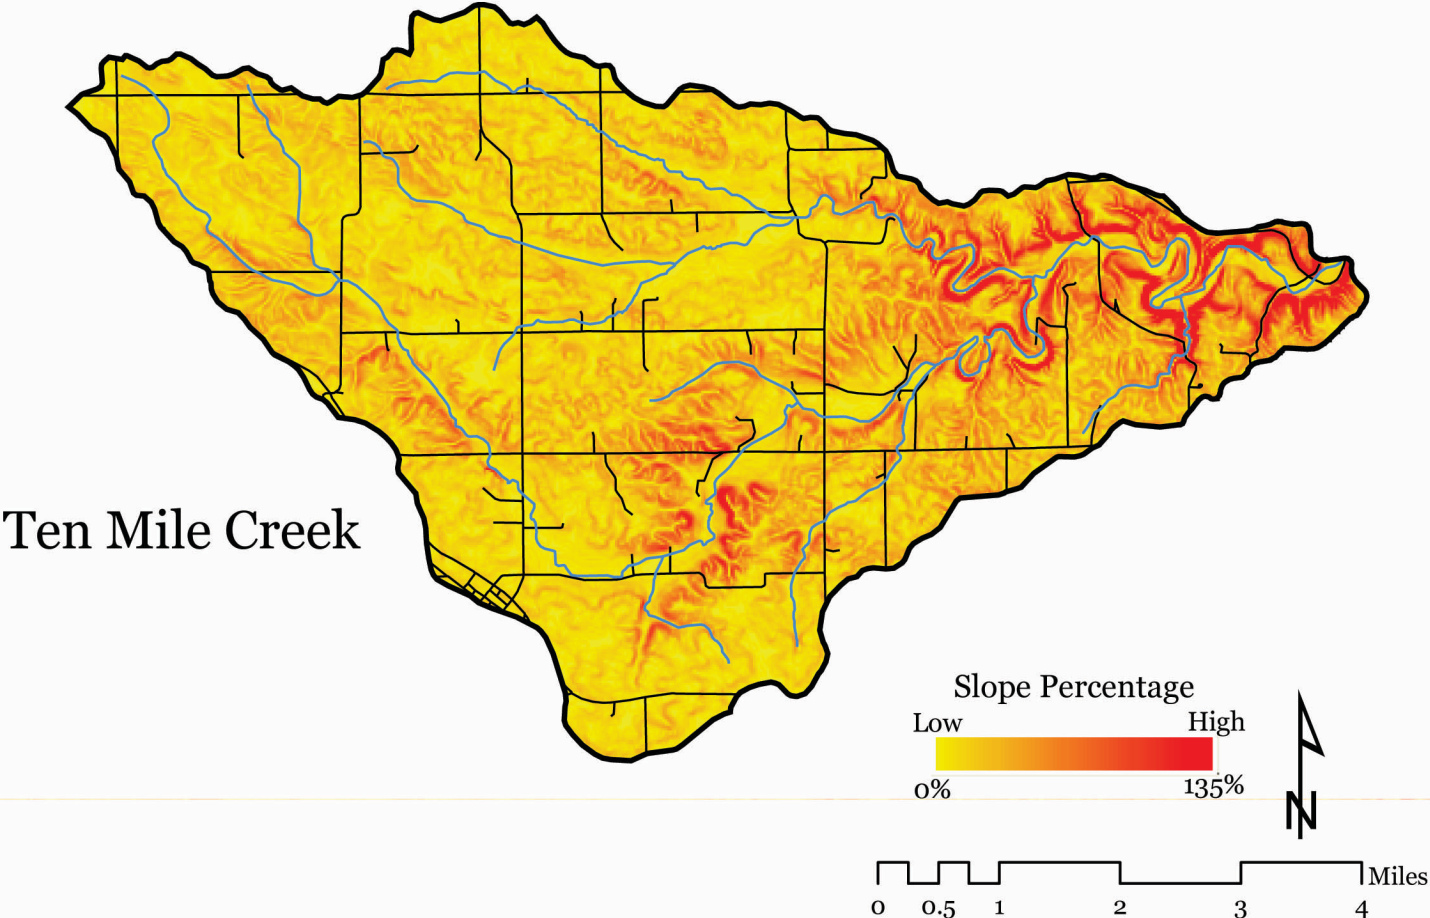 Ten Mile Creek
Slope Percentage
Low High
0% 135%
N
Miles
0 0.5 1 2 3 4